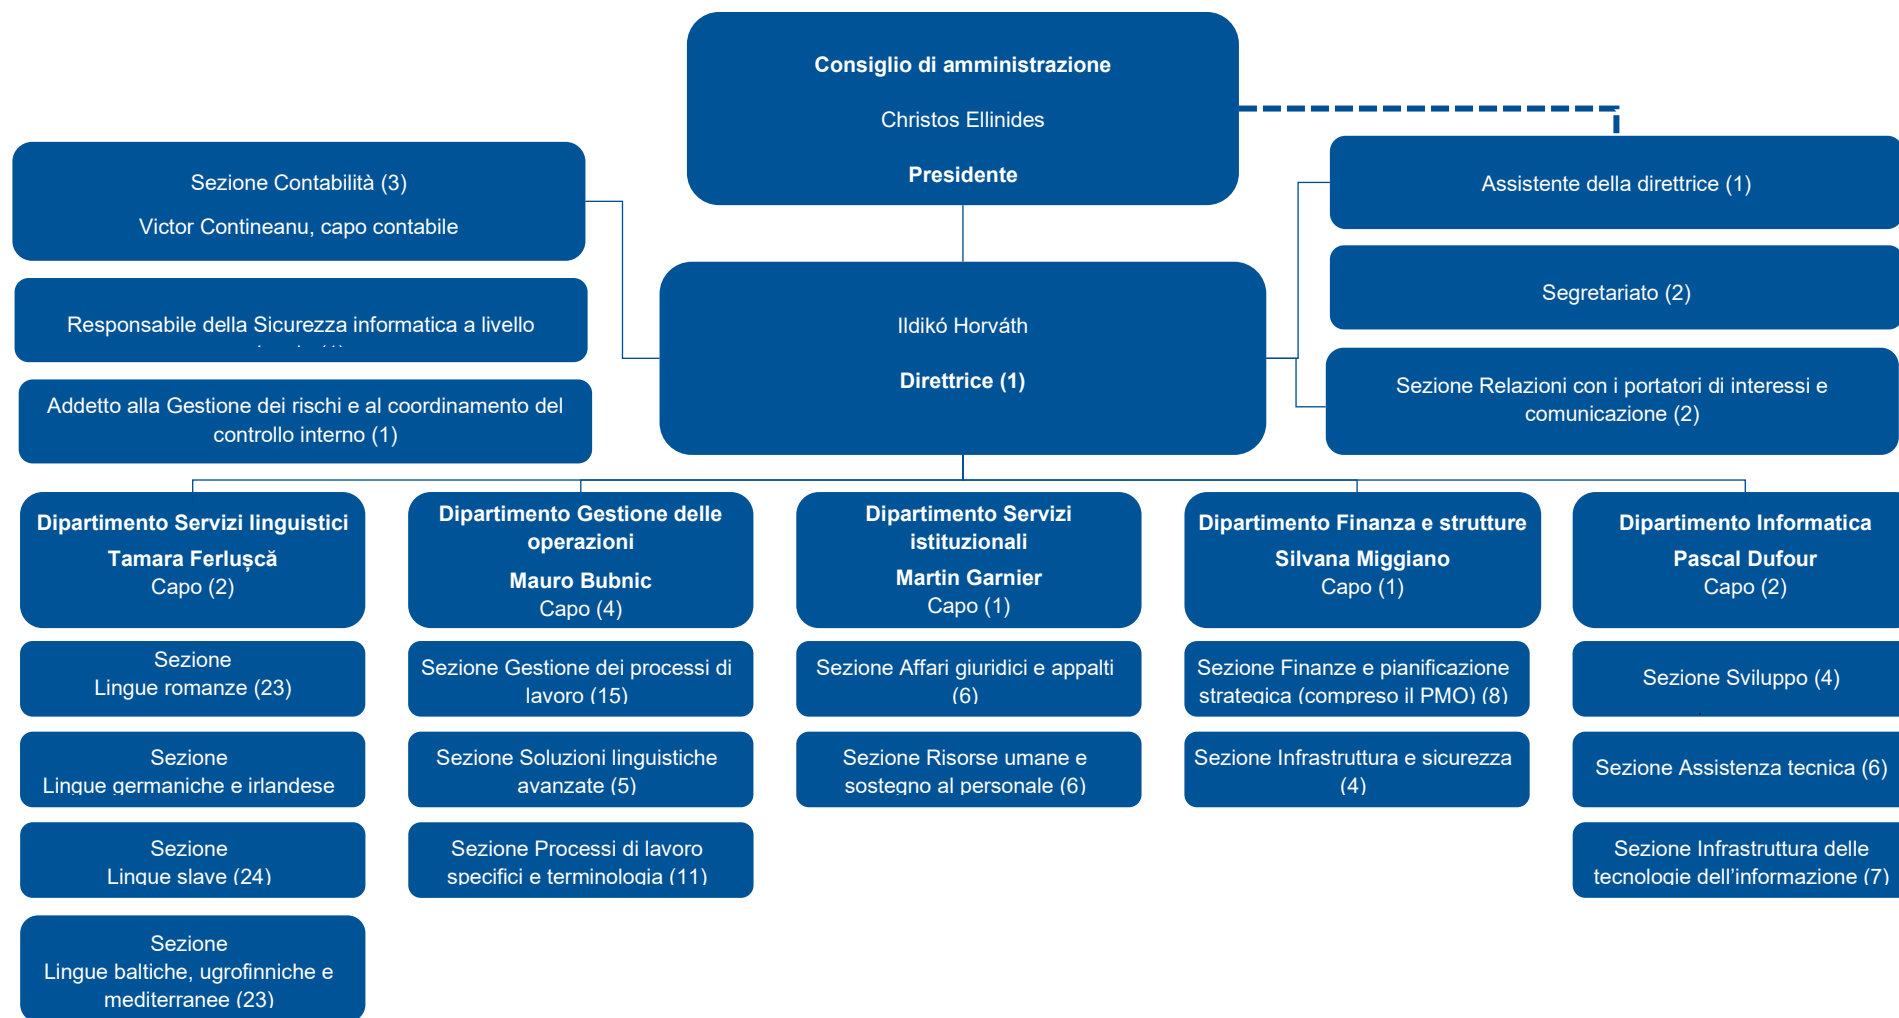 Consiglio di amministrazione
Christos Ellinides
Presidente
Sezione Contabilità (3)
Victor Contineanu, capo contabile
Assistente della direttrice (1)
Responsabile della Sicurezza informatica a livello
Segretariato (2)
Ildikó Horváth
Direttrice (1)
Addetto alla Gestione dei rischi e al coordinamento del
controllo interno (1)
Sezione Relazioni con i portatori di interessi e
comunicazione (2)
Dipartimento Servizi linguistici
Tamara Ferlușcă
Capo (2)
Dipartimento Gestione delle
operazioni
Mauro Bubnic
Capo (4)
Dipartimento Servizi
istituzionali
Martin Garnier
Capo (1)
Dipartimento Finanza e strutture
Silvana Miggiano
Capo (1)
Dipartimento Informatica
Pascal Dufour
Capo (2)
Sezione
Lingue romanze (23)
Sezione Gestione dei processi di
lavoro (15)
Sezione Affari giuridici e appalti
(6)
Sezione Finanze e pianificazione
strategica (compreso il PMO) (8)
Sezione Sviluppo (4)
Sezione
Lingue germaniche e irlandese
Sezione Soluzioni linguistiche
avanzate (5)
Sezione Risorse umane e
sostegno al personale (6)
Sezione Infrastruttura e sicurezza
(4)
Sezione Assistenza tecnica (6)
Sezione
Lingue slave (24)
Sezione Processi di lavoro
specifici e terminologia (11)
Sezione Infrastruttura delle
tecnologie dell’informazione (7)
Sezione
Lingue baltiche, ugrofinniche e
mediterranee (23)